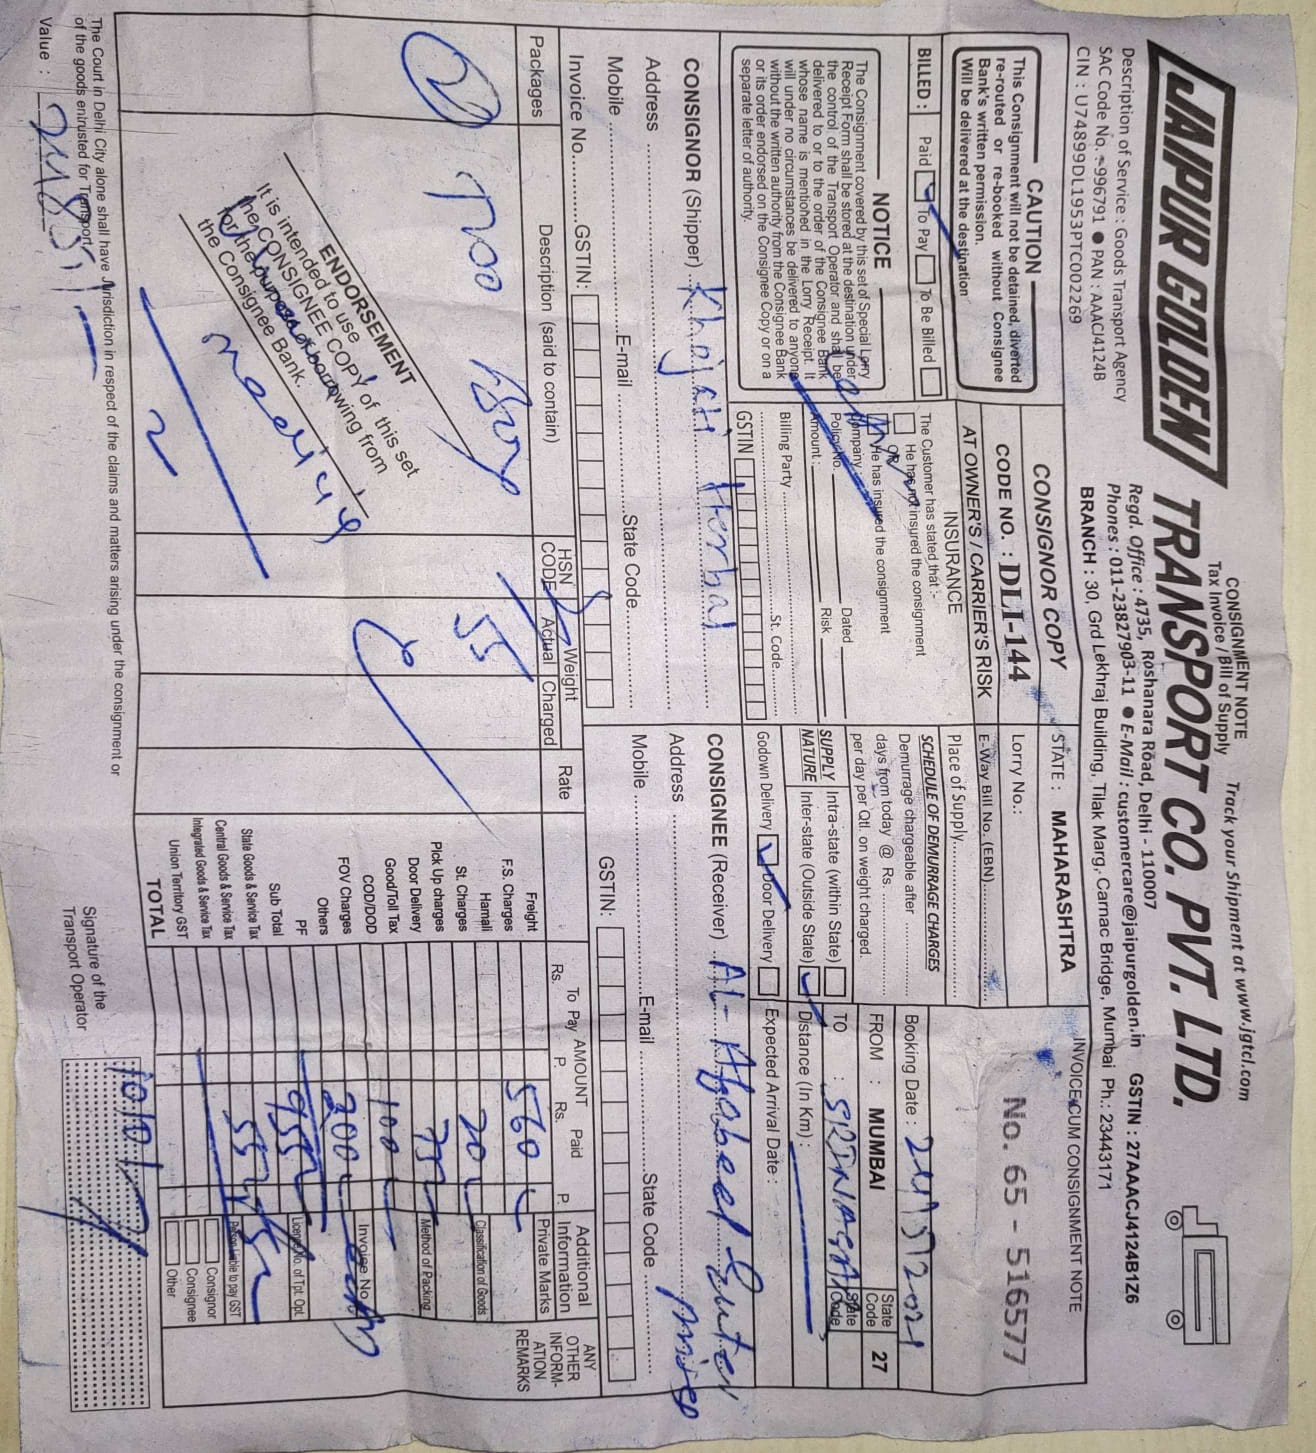 CONSIGNMENT NOTE
Tax Invoice / Bill of Supply
Track your Shipment at www.jgtcl.com
JAIPUR GOLDEN TRANSPORT CO. PVT. LTD.
Regd. Office : 4735, Roshanara Road, Delhi - 110007
Description of Service : Goods Transport Agency
Phones : 011-23827903-11 ● E-Mail : customercare@jaipurgolden.in GSTIN : 27AAACJ4124B1Z6
SAC Code No. - 996791 ● PAN : AAACJ4124B
BRANCH : 30, Grd Lekhraj Building, Tilak Marg, Carnac Bridge, Mumbai Ph.: 23443171
CIN : U74899DL1953PTC002269
CAUTION
This Consignment will not be detained, diverted
re-routed or re-booked without Consignee
Bank's written permission.
Will be delivered at the destination
BILLED : Paid To Pay To Be Billed
NOTICE
The Consignment covered by this set of Special Lorry
Receipt Form shall be stored at the destination under
the control of the Transport Operator and shall be
delivered to or to the order of the Consignee Bank
whose name is mentioned in the Lorry Receipt. It
will under no circumstances be delivered to anyone
without the written authority from the Consignee Bank
or its order endorsed on the Consignee Copy or on a
separate letter of authority.
CONSIGNOR COPY
CODE NO. : DLI-144
AT OWNER'S / CARRIER'S RISK
INSURANCE
The Customer has stated that :-
He has not insured the consignment
OR
He has insured the consignment
Company
Dated
Policy No.
Risk
Amount :
Billing Party
St. Code
GSTIN
STATE : MAHARASHTRA
Lorry No.:
E-Way Bill No. (EBN)
Place of Supply
SCHEDULE OF DEMURRAGE CHARGES
Demurrage chargeable after
days from today @ Rs.
per day per Qtl. on weight charged.
SUPPLY NATURE
Intra-state (within State)
Inter-state (Outside State)
Godown Delivery Door Delivery
INVOICE CUM CONSIGNMENT NOTE
No. 65 - 516577
Booking Date : 24/5/2021
FROM : MUMBAI State Code 27
TO : SRINAGAR State Code
Distance (In Km) :
Expected Arrival Date :
CONSIGNOR (Shipper) Khojati Herbal
Address
Mobile E-mail State Code
Invoice No. GSTIN:
CONSIGNEE (Receiver)
Address
Mobile E-mail State Code
GSTIN:
Packages
Description (said to contain)
HSN CODE
Weight
Actual Charged
Rate
55
ENDORSEMENT
It is intended to use
the CONSIGNEE COPY of this set
for the purpose of borrowing from
the Consignee Bank.
AMOUNT
To Pay Paid
Rs. P. Rs. P.
Freight 560
F.S. Charges
Hamali 20
St. Charges
Pick Up charges 75
Door Delivery
Good/Toll Tax 100
COD/DOD
FOV Charges 200
Others
PF
Sub Total 955
State Goods & Service Tax
Central Goods & Service Tax 55
Integrated Goods & Service Tax
Union Territory GST
TOTAL 1010/-
Additional Information
Private Marks
Classification of Goods
Method of Packing
Invoice No.
Licence No. of Tpt. Opt.
Person Liable to pay GST
Consignor
Consignee
Other
ANY OTHER INFORMATION REMARKS
The Court in Delhi City alone shall have Jurisdiction in respect of the claims and matters arising under the consignment or
of the goods entrusted for Transport
Value :
Signature of the
Transport Operator